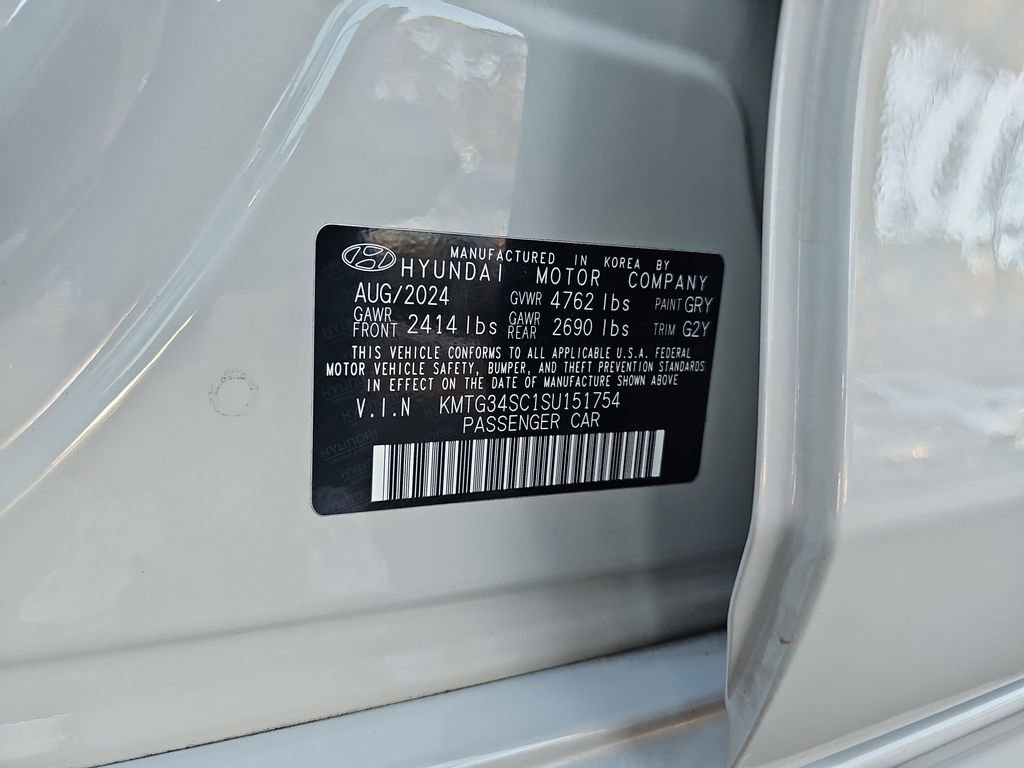 MANUFACTURED IN KOREA BY
HYUNDAI MOTOR COMPANY
AUG/2024 GVWR 4762 lbs PAINT GRY
GAWR FRONT 2414 lbs GAWR REAR 2690 lbs TRIM G2Y
THIS VEHICLE CONFORMS TO ALL APPLICABLE U.S.A. FEDERAL
MOTOR VEHICLE SAFETY, BUMPER, AND THEFT PREVENTION STANDARDS
IN EFFECT ON THE DATE OF MANUFACTURE SHOWN ABOVE
V.I.N KMTG34SC1SU151754
PASSENGER CAR